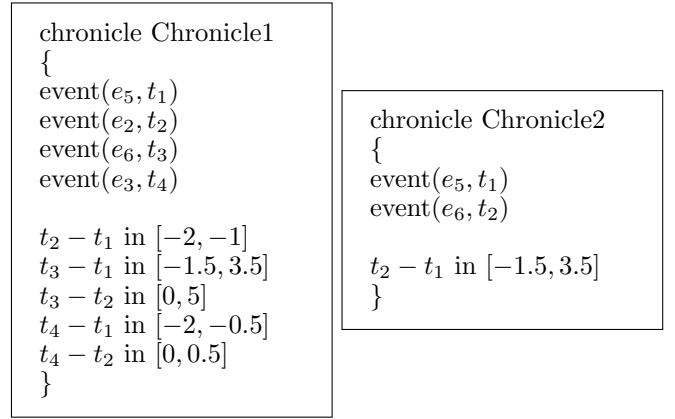 chronicle Chronicle1
{
event(e₅, t₁)
event(e₂, t₂)
event(e₆, t₃)
event(e₃, t₄)
t₂ − t₁ in [−2, −1]
t₃ − t₁ in [−1.5, 3.5]
t₃ − t₂ in [0, 5]
t₄ − t₁ in [−2, −0.5]
t₄ − t₂ in [0, 0.5]
}
chronicle Chronicle2
{
event(e₅, t₁)
event(e₆, t₂)
t₂ − t₁ in [−1.5, 3.5]
}